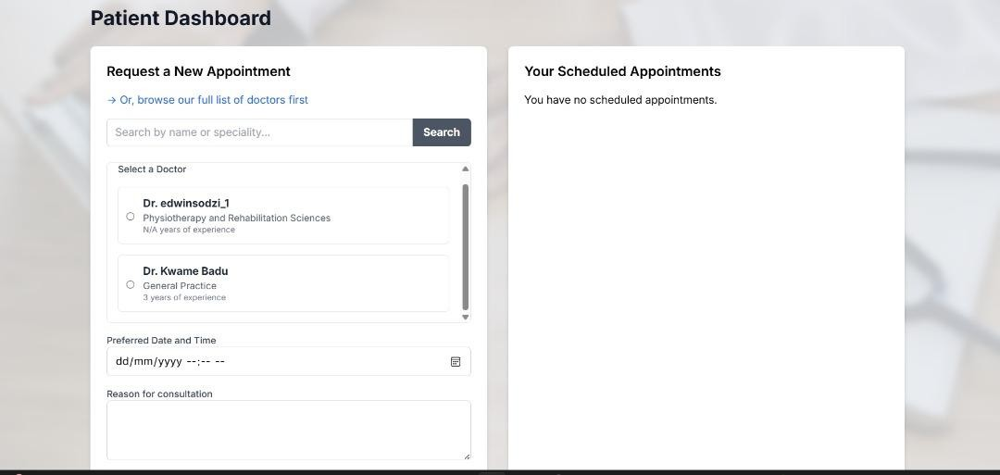 Patient Dashboard
Request a New Appointment
→ Or, browse our full list of doctors first
Search by name or speciality...
Search
Select a Doctor
Dr. edwinsodzi_1
Physiotherapy and Rehabilitation Sciences
N/A years of experience
Dr. Kwame Badu
General Practice
3 years of experience
Preferred Date and Time
dd/mm/yyyy --:-- --
Reason for consultation
Your Scheduled Appointments
You have no scheduled appointments.